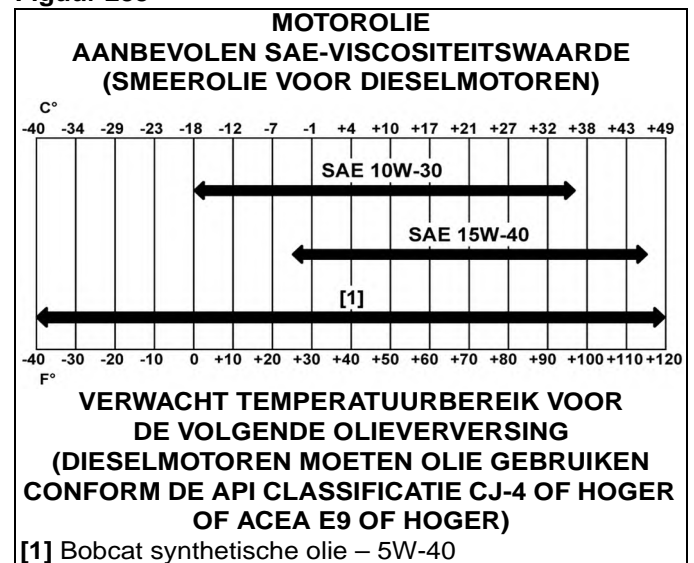 MOTOROLIE
AANBEVOLEN SAE-VISCOSITEITSWAARDE
(SMEEROLIE VOOR DIESELMOTOREN)
C°
-40 -34 -29 -23 -18 -12 -7 -1 +4 +10 +17 +21 +27 +32 +38 +43 +49
SAE 10W-30
SAE 15W-40
[1]
-40 -30 -20 -10 0 +10 +20 +30 +40 +50 +60 +70 +80 +90 +100 +110 +120
F°
VERWACHT TEMPERATUURBEREIK VOOR
DE VOLGENDE OLIEVERVERSING
(DIESELMOTOREN MOETEN OLIE GEBRUIKEN
CONFORM DE API CLASSIFICATIE CJ-4 OF HOGER
OF ACEA E9 OF HOGER)
[1] Bobcat synthetische olie – 5W-40